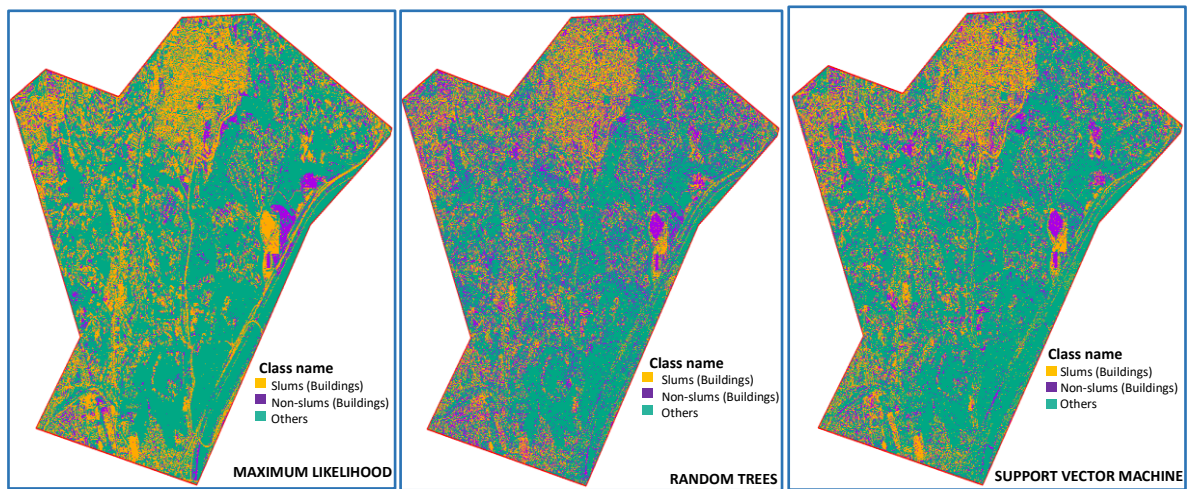 Class name
Slums (Buildings)
Non-slums (Buildings)
Others
MAXIMUM LIKELIHOOD
Class name
Slums (Buildings)
Non-slums (Buildings)
Others
RANDOM TREES
Class name
Slums (Buildings)
Non-slums (Buildings)
Others
SUPPORT VECTOR MACHINE